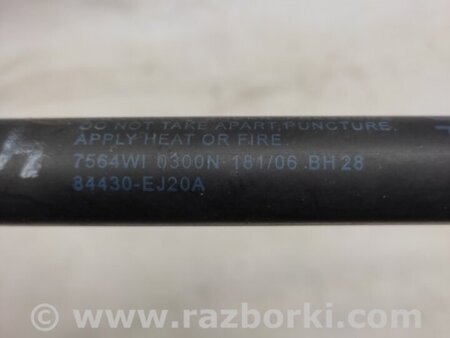 DO NOT TAKE APART,PUNCTURE,
APPLY HEAT OR FIRE.
7564WI 0300N 181/06 BH28
84430-EJ20A
© www.razborki.com